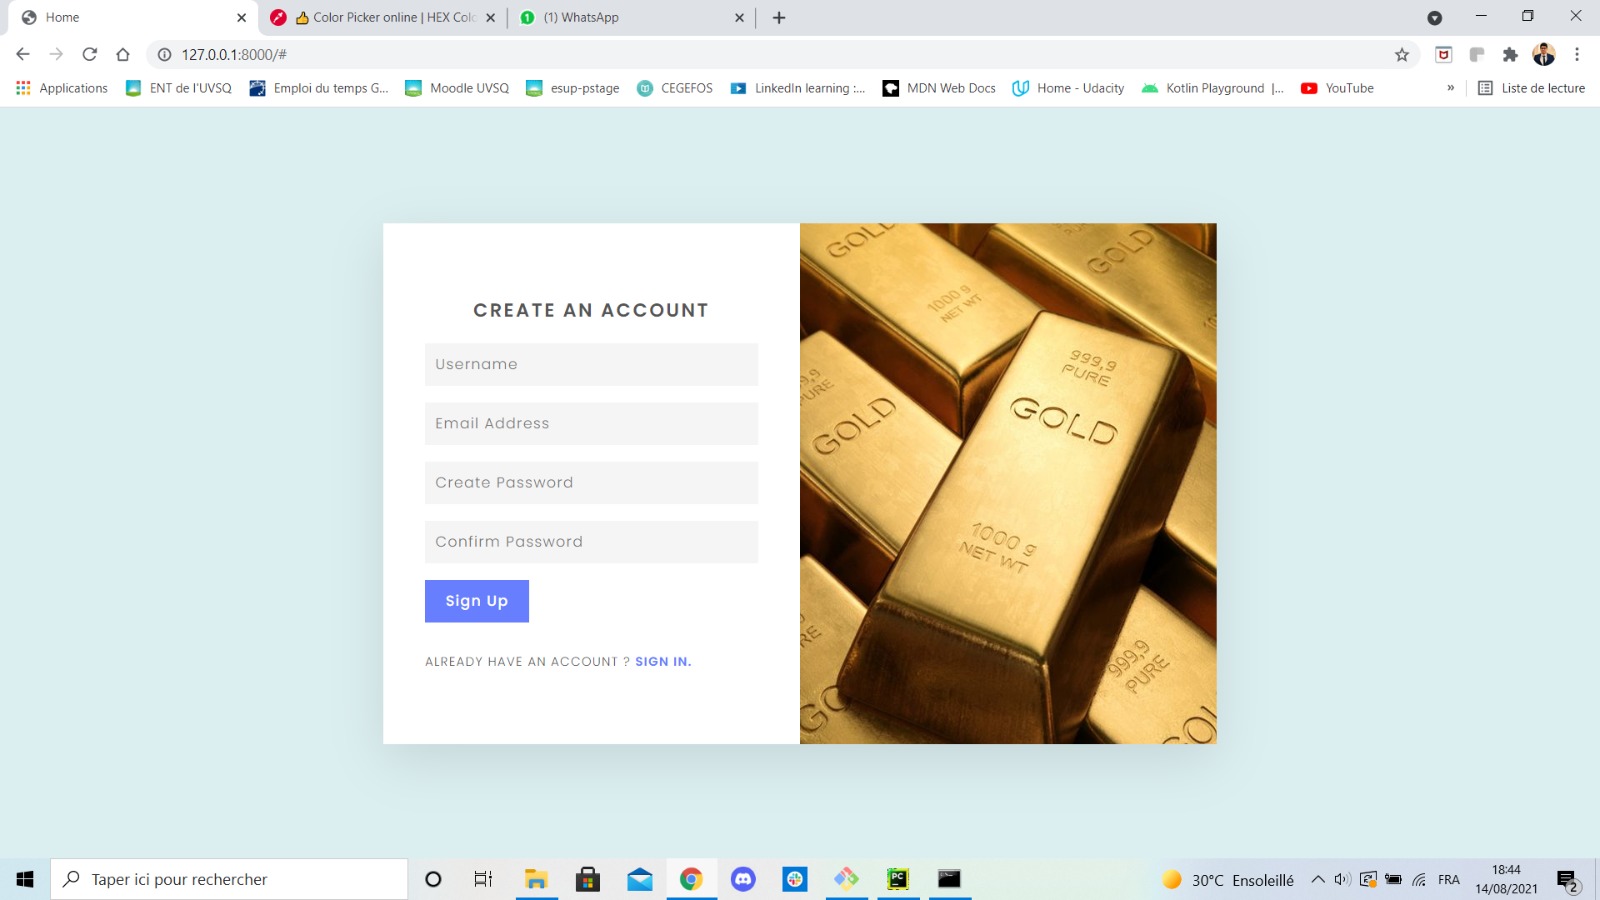 Home
👍 Color Picker online | HEX Colo
(1) WhatsApp
127.0.0.1:8000/#
Applications
ENT de l'UVSQ
Emploi du temps G...
Moodle UVSQ
esup-pstage
CEGEFOS
LinkedIn learning :...
MDN Web Docs
Home - Udacity
Kotlin Playground |...
YouTube
»
Liste de lecture
CREATE AN ACCOUNT
Username
Email Address
Create Password
Confirm Password
Sign Up
ALREADY HAVE AN ACCOUNT ? SIGN IN.
GOLD
1000 g
NET WT
GOLD
999,9
PURE
GOLD
1000 g
NET WT
GOLD
999,9
PURE
Taper ici pour rechercher
PC
30°C Ensoleillé
FRA
18:44
14/08/2021
2